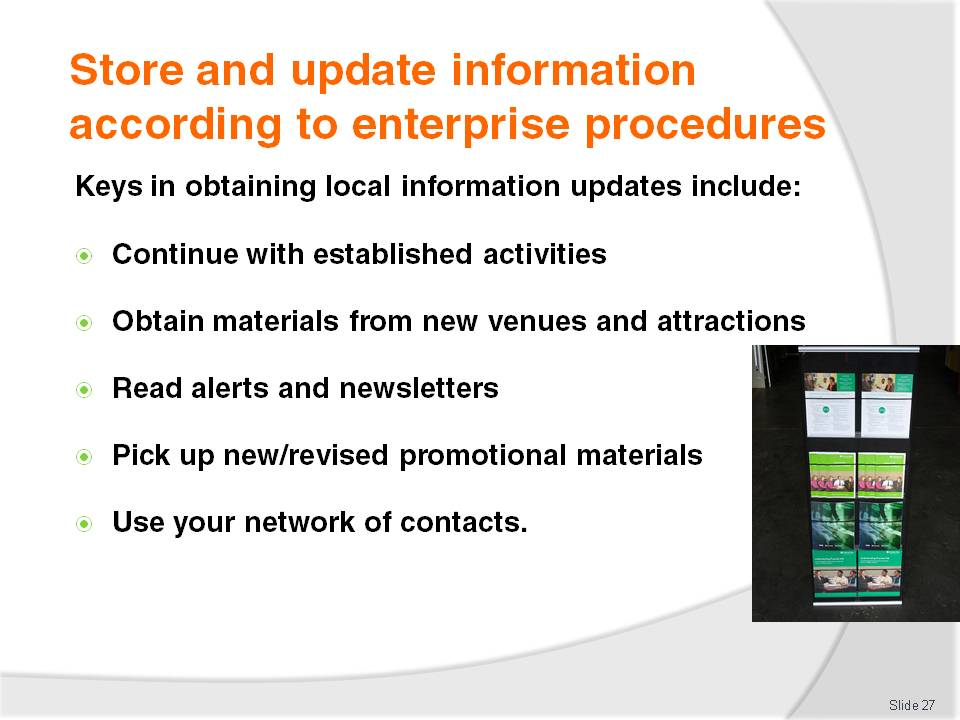 Store and update information
according to enterprise procedures
Keys in obtaining local information updates include:
Continue with established activities
Obtain materials from new venues and attractions
Read alerts and newsletters
Pick up new/revised promotional materials
Use your network of contacts.
Slide 27